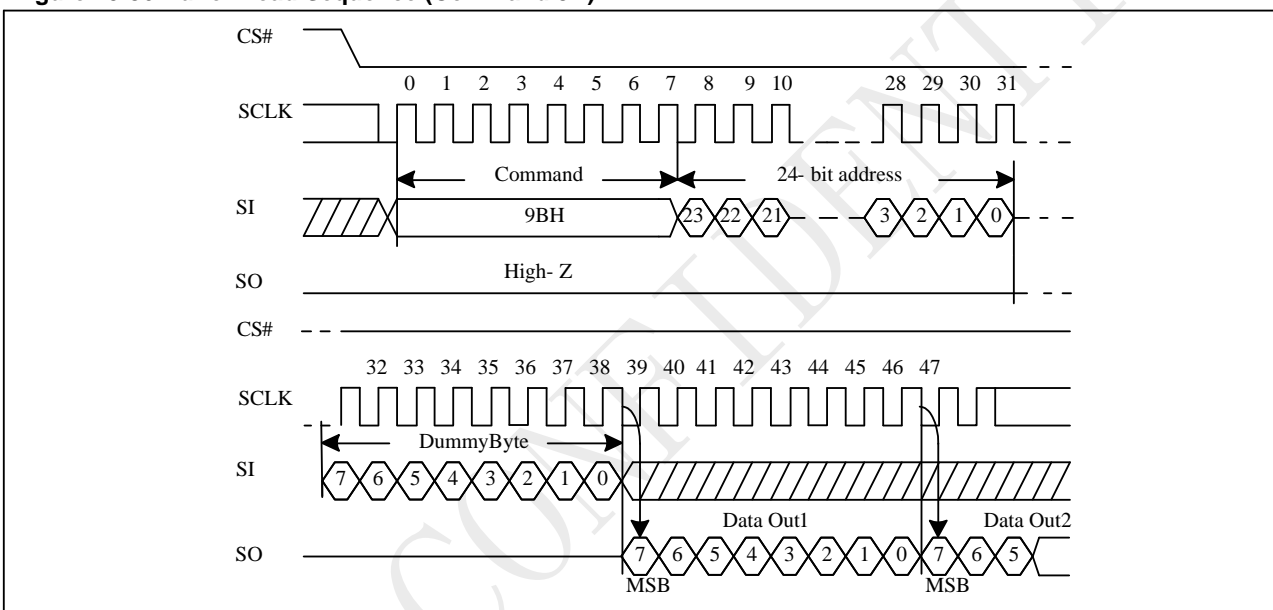 CS#
0 1 2 3 4 5 6 7 8 9 10 28 29 30 31
SCLK
Command 24- bit address
SI 9BH 23 22 21 3 2 1 0
High- Z
SO
CS#
32 33 34 35 36 37 38 39 40 41 42 43 44 45 46 47
SCLK
DummyByte
SI 7 6 5 4 3 2 1 0
Data Out1 Data Out2
SO 7 6 5 4 3 2 1 0 7 6 5
MSB MSB